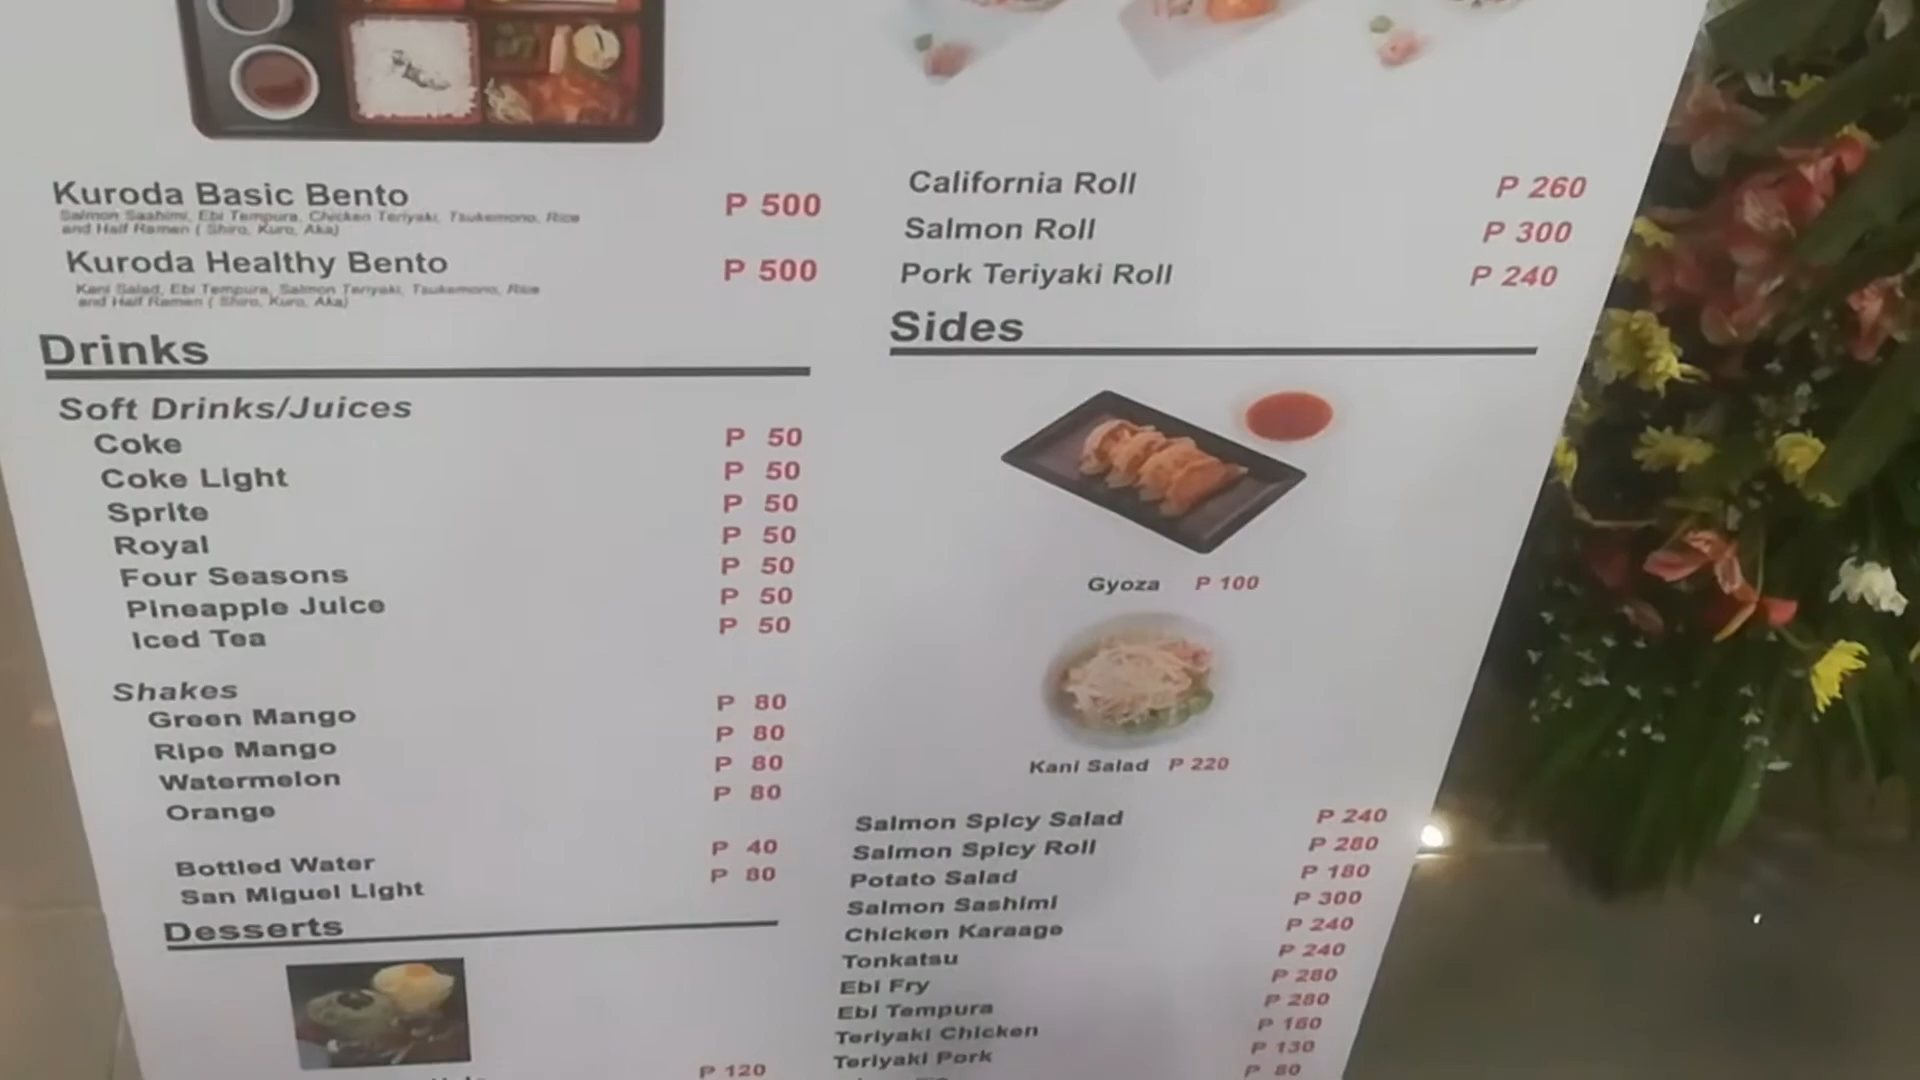 Kuroda Basic Bento P 500
Salmon Sashimi, Ebi Tempura, Chicken Teriyaki, Tsukemono, Rice
and Half Ramen ( Shiro, Kuro, Aka)
Kuroda Healthy Bento P 500
Kani Salad, Ebi Tempura, Salmon Teriyaki, Tsukemono, Rice
and Half Ramen ( Shiro, Kuro, Aka)
Drinks
Soft Drinks/Juices
Coke P 50
Coke Light P 50
Sprite P 50
Royal P 50
Four Seasons P 50
Pineapple Juice P 50
Iced Tea P 50
Shakes
Green Mango P 80
Ripe Mango P 80
Watermelon P 80
Orange P 80
Bottled Water P 40
San Miguel Light P 80
Desserts
P 120
California Roll P 260
Salmon Roll P 300
Pork Teriyaki Roll P 240
Sides
Gyoza P 100
Kani Salad P 220
Salmon Spicy Salad P 240
Salmon Spicy Roll P 280
Potato Salad P 180
Salmon Sashimi P 300
Chicken Karaage P 240
Tonkatsu P 240
Ebi Fry P 280
Ebi Tempura P 280
Teriyaki Chicken P 160
Teriyaki Pork P 130
P 80